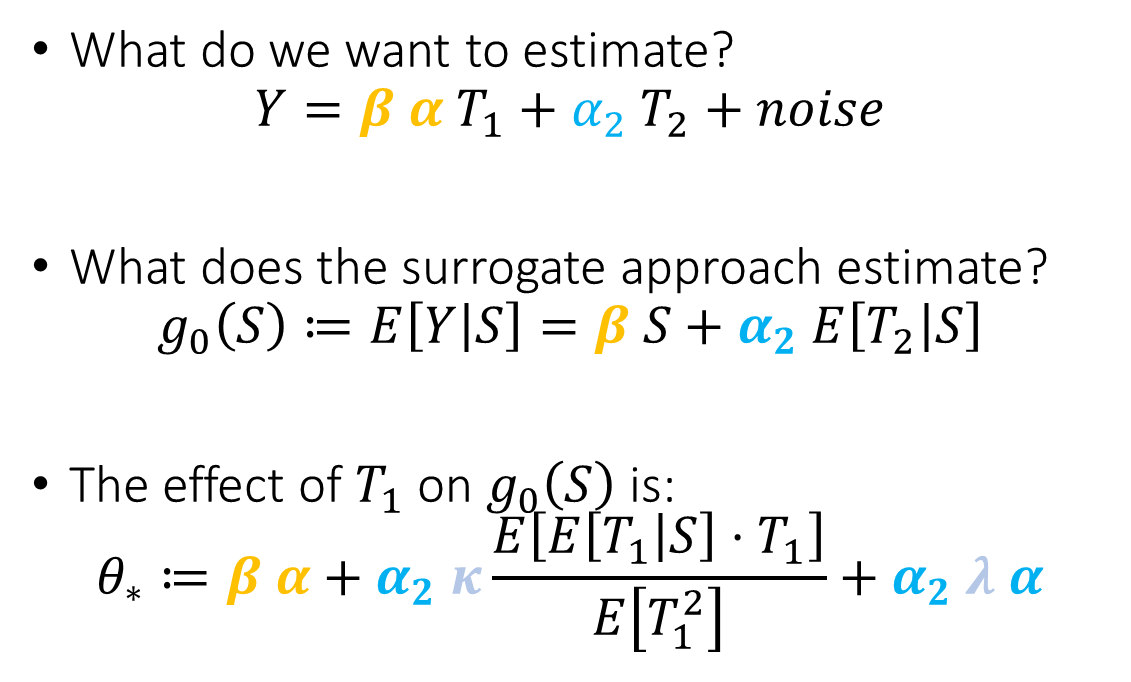 • What do we want to estimate?
Y = β α T₁ + α₂ T₂ + noise
• What does the surrogate approach estimate?
g₀(S) ≔ E[Y|S] = β S + α₂ E[T₂|S]
• The effect of T₁ on g₀(S) is:
θ∗ ≔ β α + α₂ κ E[E[T₁|S] · T₁] / E[T₁²] + α₂ λ α